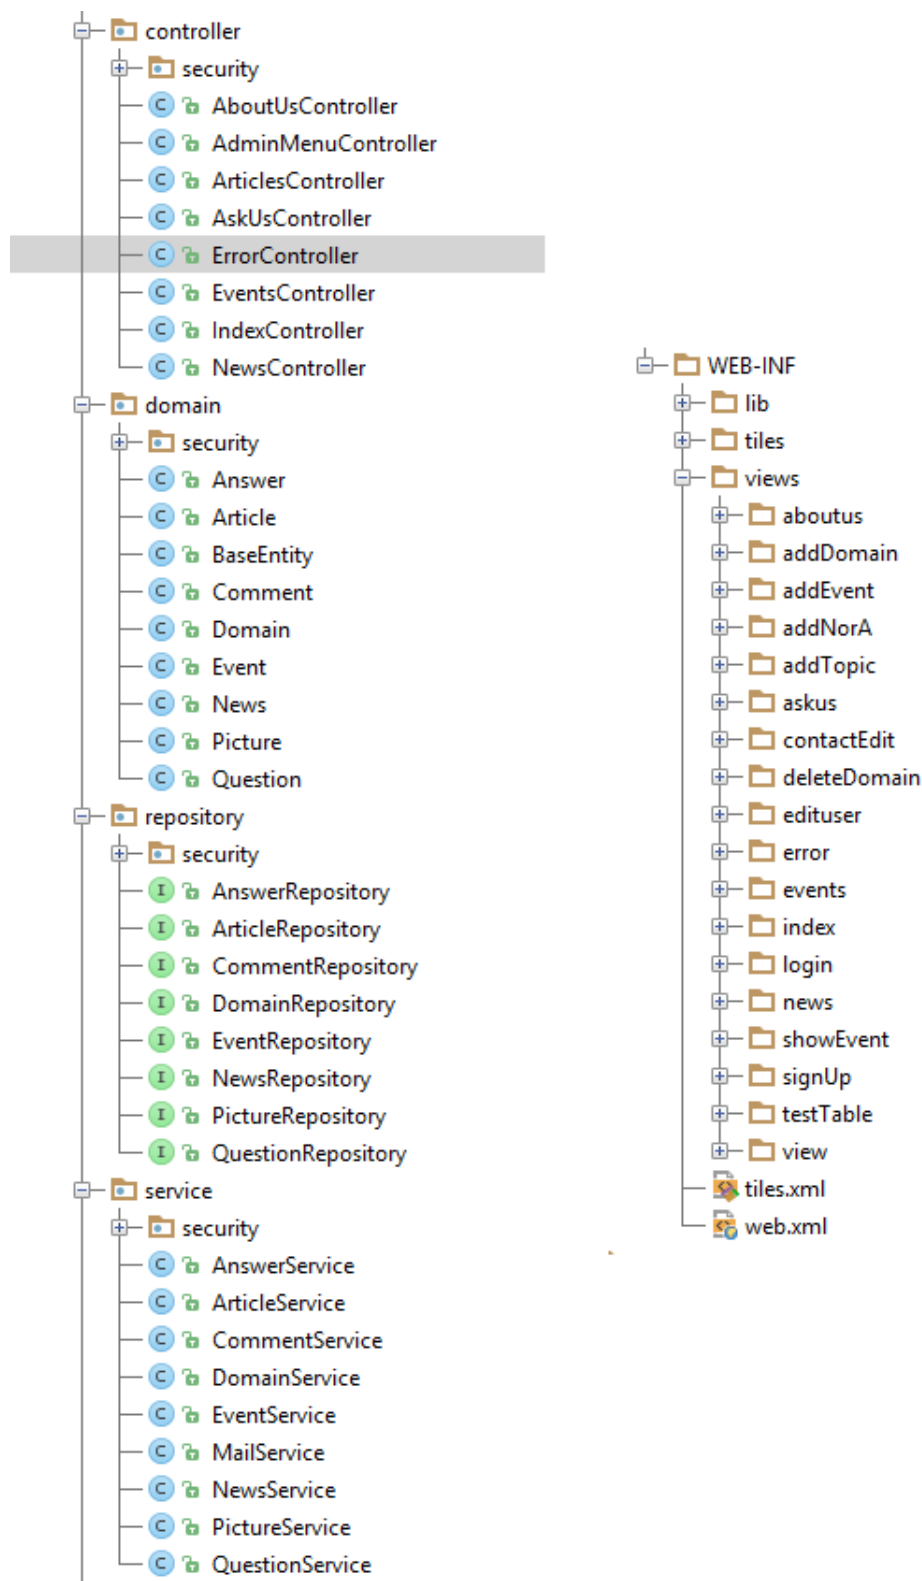 controller
security
AboutUsController
AdminMenuController
ArticlesController
AskUsController
ErrorController
EventsController
IndexController
NewsController
domain
security
Answer
Article
BaseEntity
Comment
Domain
Event
News
Picture
Question
repository
security
AnswerRepository
ArticleRepository
CommentRepository
DomainRepository
EventRepository
NewsRepository
PictureRepository
QuestionRepository
service
security
AnswerService
ArticleService
CommentService
DomainService
EventService
MailService
NewsService
PictureService
QuestionService
WEB-INF
lib
tiles
views
aboutus
addDomain
addEvent
addNorA
addTopic
askus
contactEdit
deleteDomain
edituser
error
events
index
login
news
showEvent
signUp
testTable
view
tiles.xml
web.xml